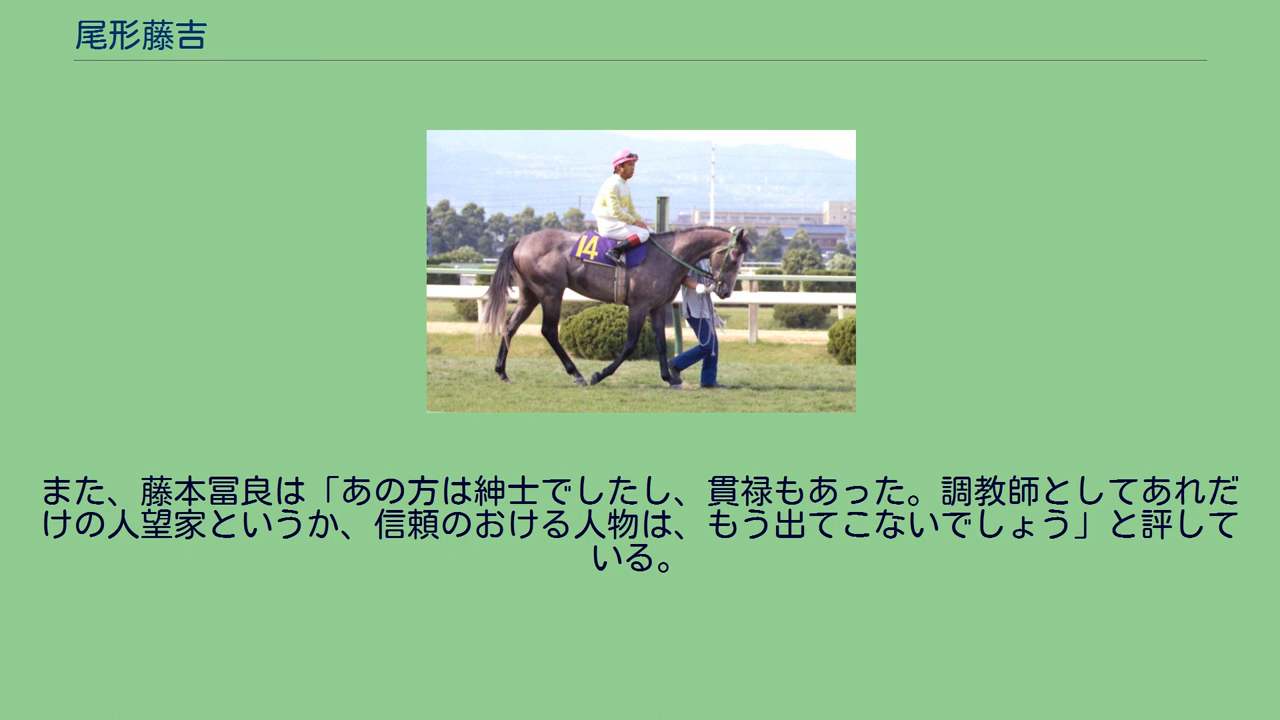 尾形藤吉
14
また、藤本冨良は「あの方は紳士でしたし、貫禄もあった。調教師としてあれだ
けの人望家というか、信頼のおける人物は、もう出てこないでしょう」と評して
いる。